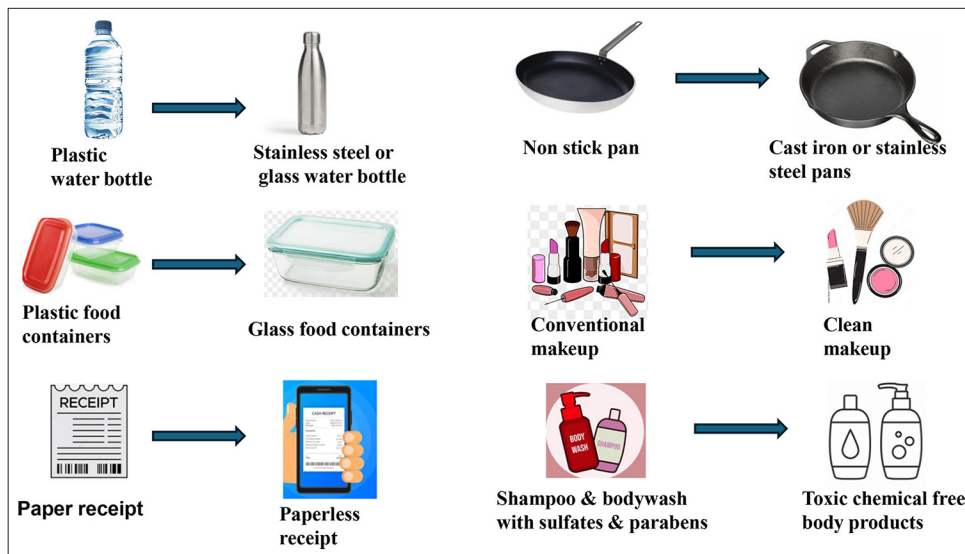 Plastic
water bottle
Stainless steel or
glass water bottle
Non stick pan
Cast iron or stainless
steel pans
Plastic food
containers
Glass food containers
Conventional
makeup
Clean
makeup
RECEIPT
Paper receipt
CASH RECEIPT
Paperless
receipt
BODY
WASH
SHAMPOO
Shampoo & bodywash
with sulfates & parabens
Toxic chemical free
body products